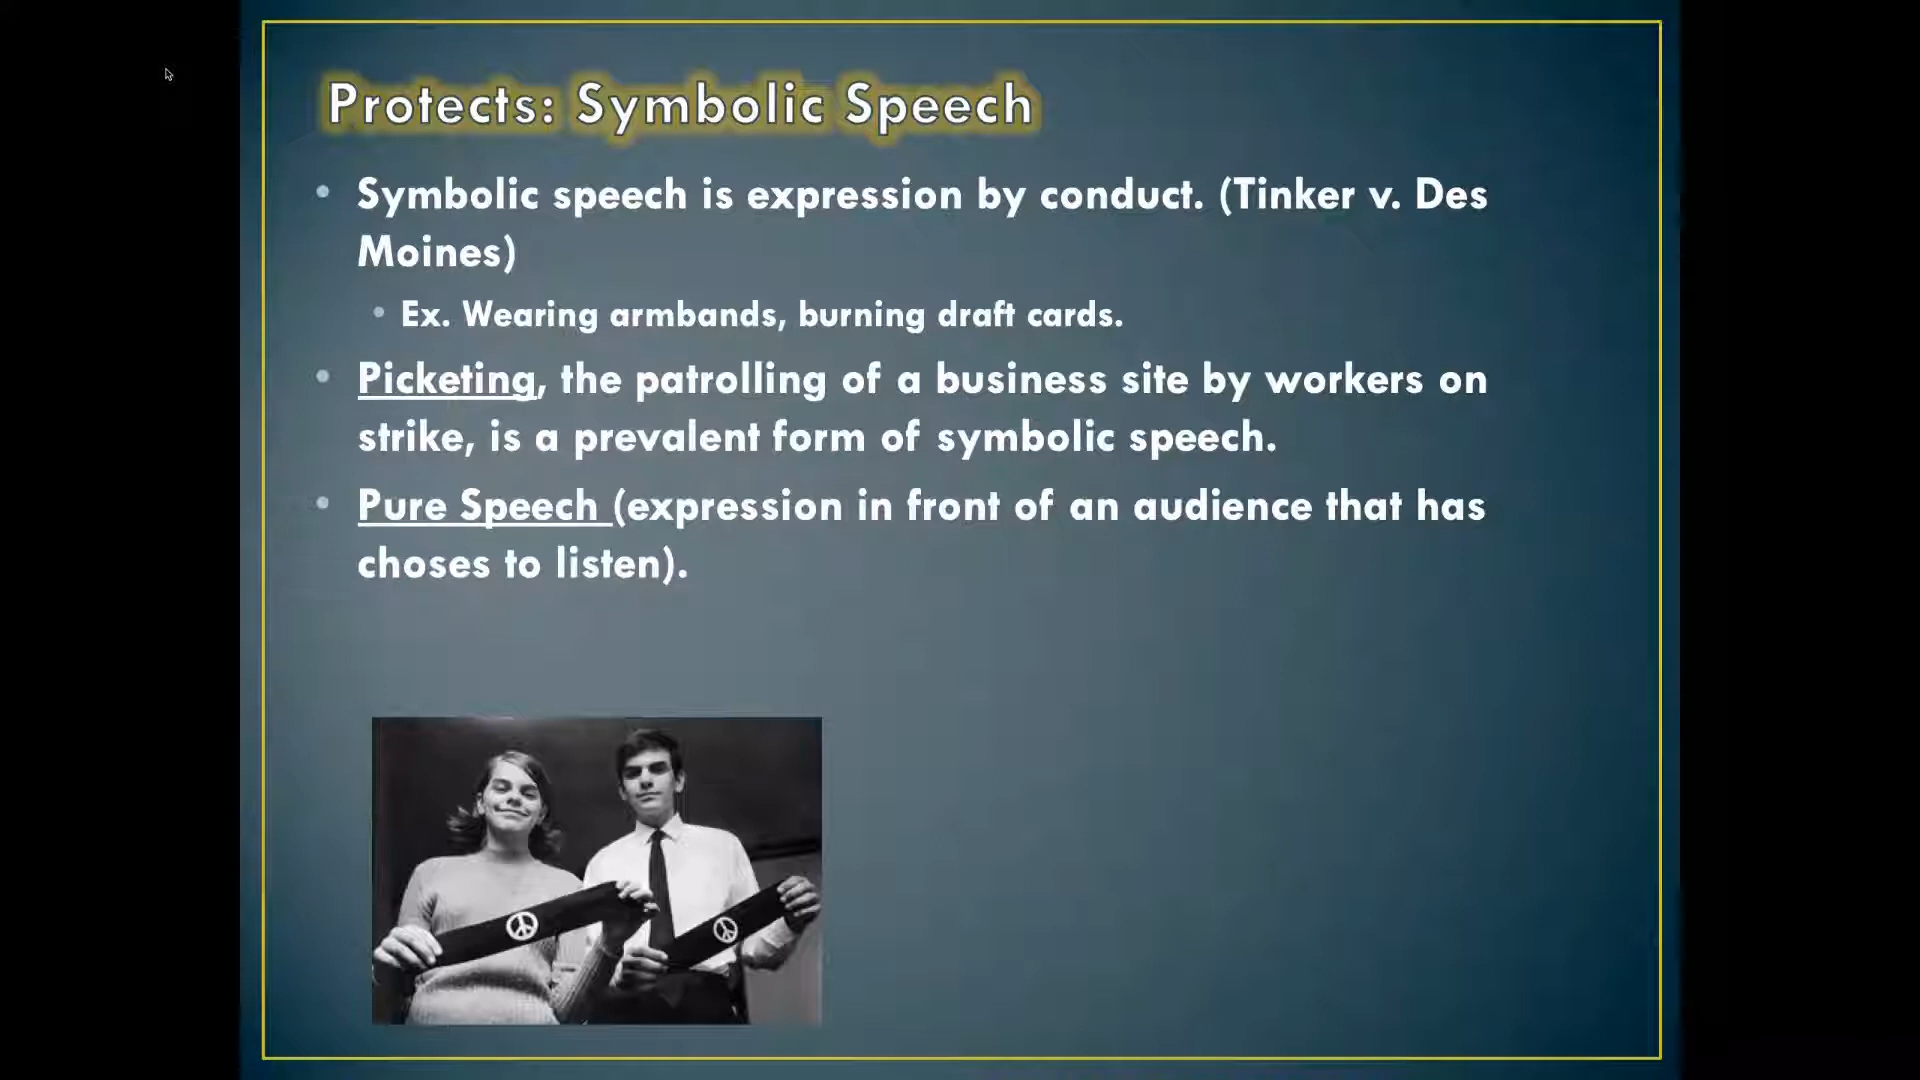 Protects: Symbolic Speech
• Symbolic speech is expression by conduct. (Tinker v. Des
Moines)
• Ex. Wearing armbands, burning draft cards.
• Picketing, the patrolling of a business site by workers on
strike, is a prevalent form of symbolic speech.
• Pure Speech (expression in front of an audience that has
choses to listen).